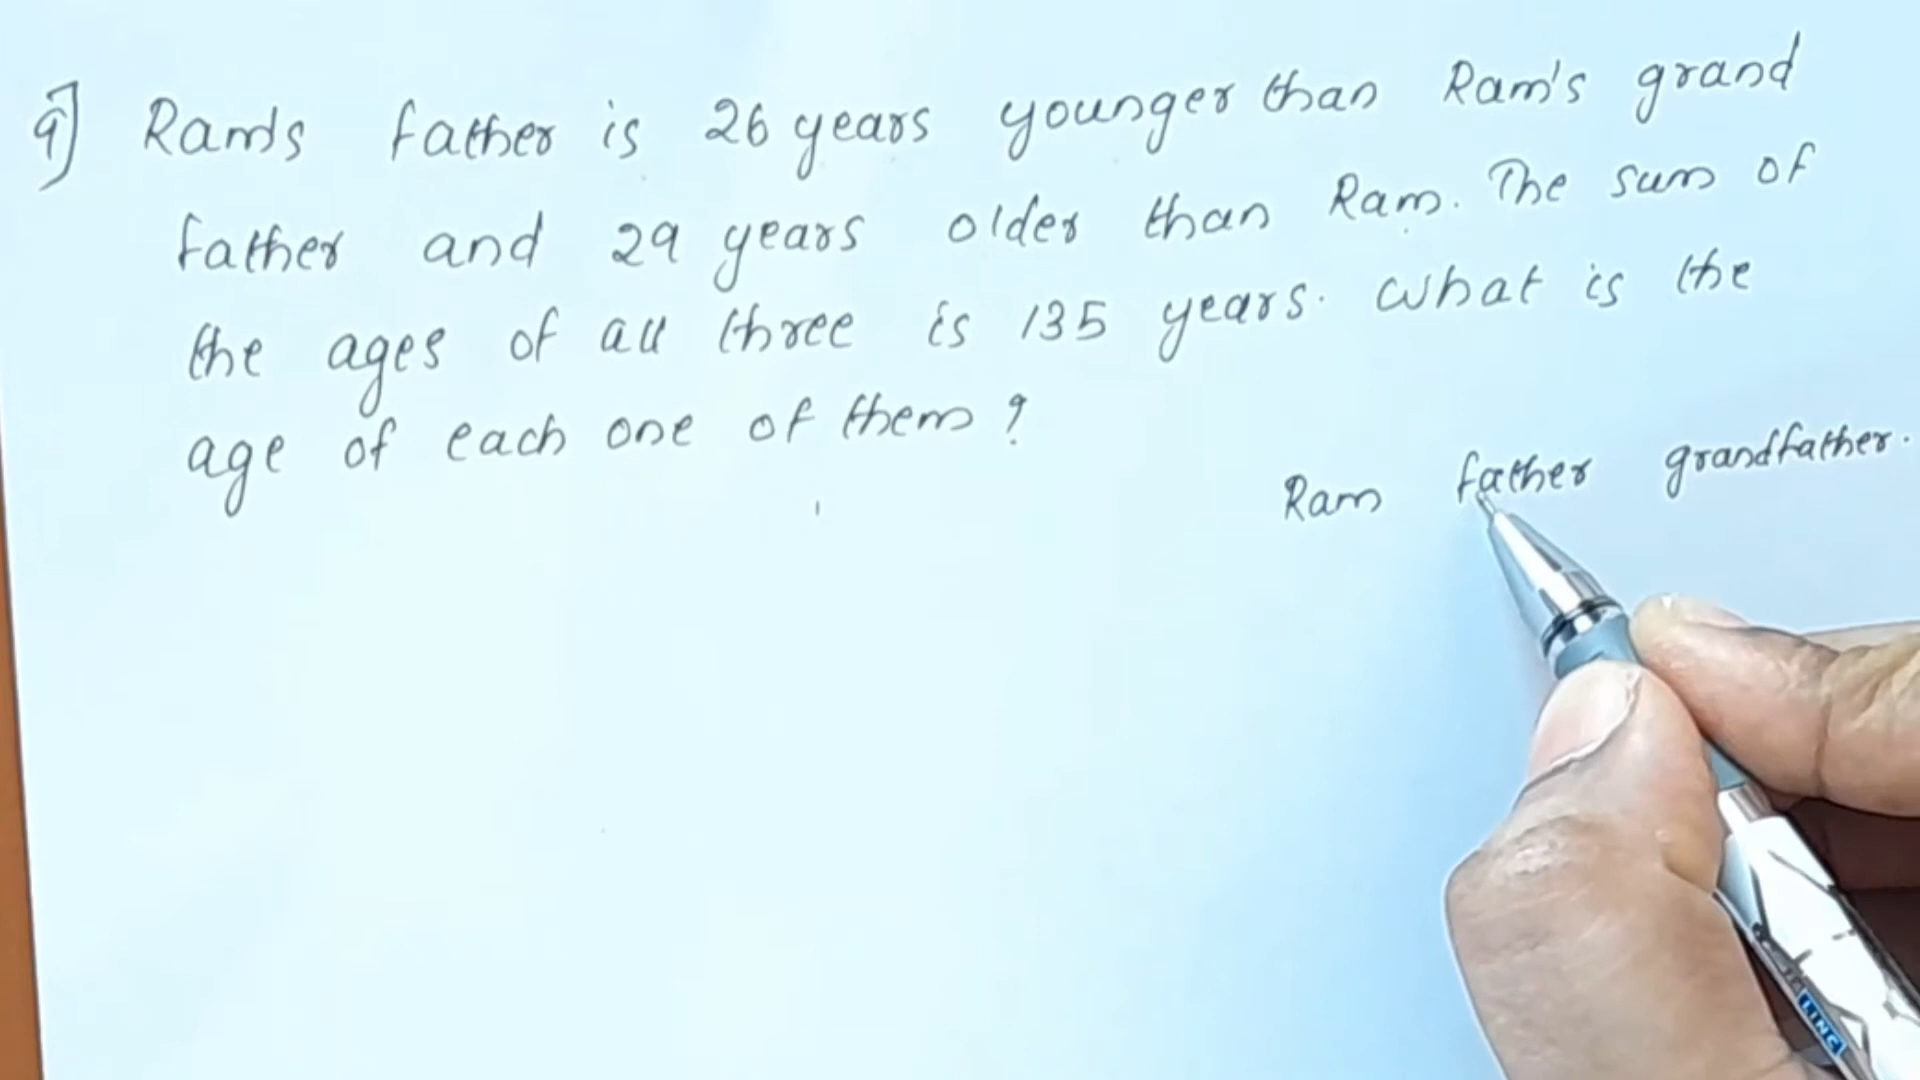 9] Ram's father is 26 years younger than Ram's grand
father and 29 years older than Ram. The sum of
the ages of all three is 135 years. What is the
age of each one of them?
Ram father grandfather.
LINC